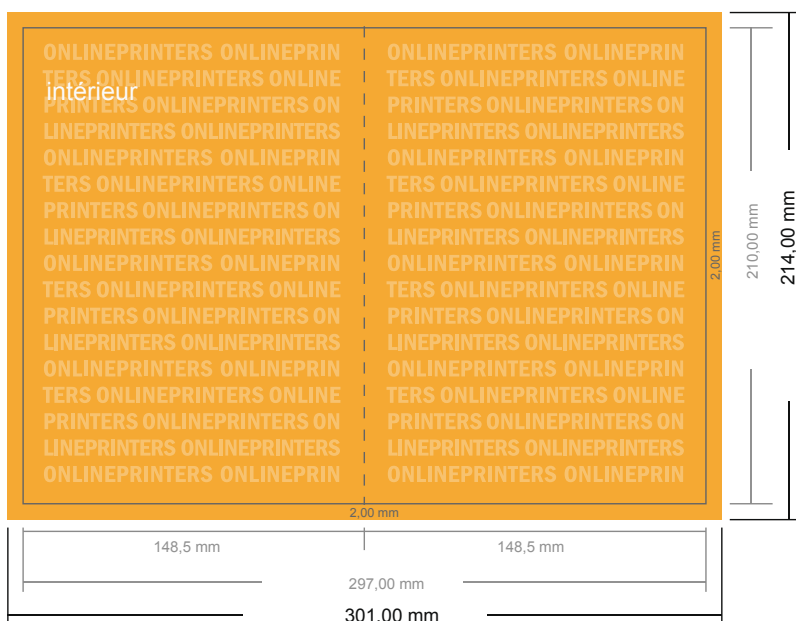 intérieur
ONLINEPRINTERS ONLINEPRIN
TERS ONLINEPRINTERS ONLINE
PRINTERS ONLINEPRINTERS ON
LINEPRINTERS ONLINEPRINTERS
ONLINEPRINTERS ONLINEPRIN
TERS ONLINEPRINTERS ONLINE
PRINTERS ONLINEPRINTERS ON
LINEPRINTERS ONLINEPRINTERS
ONLINEPRINTERS ONLINEPRIN
TERS ONLINEPRINTERS ONLINE
PRINTERS ONLINEPRINTERS ON
LINEPRINTERS ONLINEPRINTERS
ONLINEPRINTERS ONLINEPRIN
TERS ONLINEPRINTERS ONLINE
PRINTERS ONLINEPRINTERS ON
LINEPRINTERS ONLINEPRINTERS
ONLINEPRINTERS ONLINEPRIN
ONLINEPRINTERS ONLINEPRIN
TERS ONLINEPRINTERS ONLINE
PRINTERS ONLINEPRINTERS ON
LINEPRINTERS ONLINEPRINTERS
ONLINEPRINTERS ONLINEPRIN
TERS ONLINEPRINTERS ONLINE
PRINTERS ONLINEPRINTERS ON
LINEPRINTERS ONLINEPRINTERS
ONLINEPRINTERS ONLINEPRIN
TERS ONLINEPRINTERS ONLINE
PRINTERS ONLINEPRINTERS ON
LINEPRINTERS ONLINEPRINTERS
ONLINEPRINTERS ONLINEPRIN
TERS ONLINEPRINTERS ONLINE
PRINTERS ONLINEPRINTERS ON
LINEPRINTERS ONLINEPRINTERS
ONLINEPRINTERS ONLINEPRIN
2,00 mm
210,00 mm
214,00 mm
2,00 mm
148,5 mm
148,5 mm
297,00 mm
301,00 mm